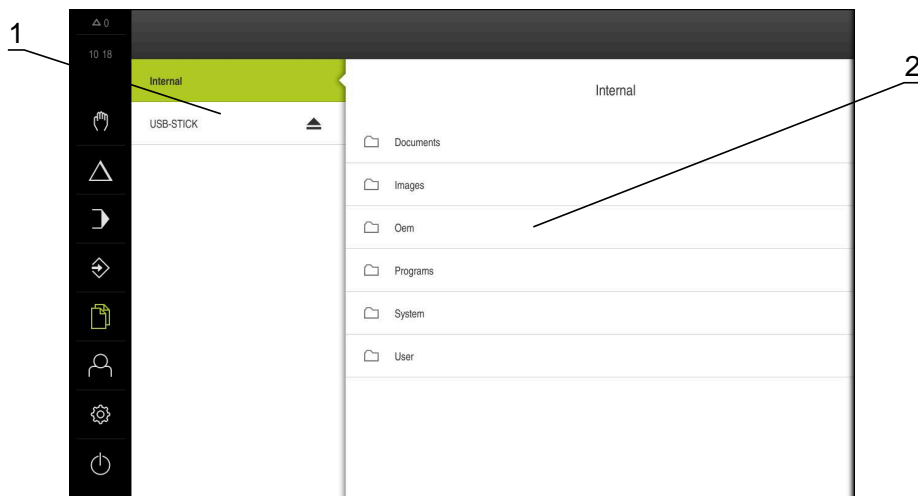 1
△ 0
10 18
2
Internal
USB-STICK
Internal
Documents
Images
Oem
Programs
System
User